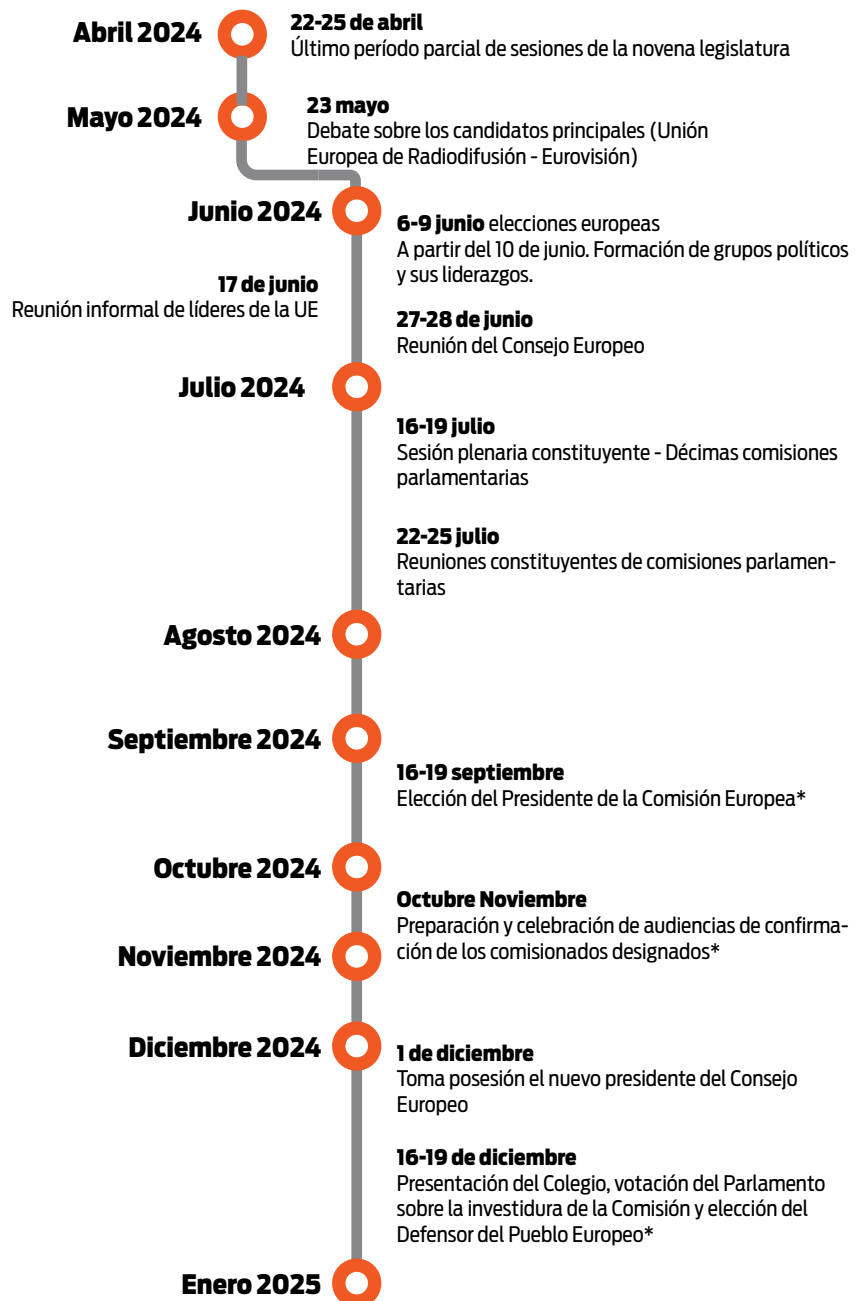 Abril 2024
22-25 de abril
Último período parcial de sesiones de la novena legislatura
Mayo 2024
23 mayo
Debate sobre los candidatos principales (Unión
Europea de Radiodifusión - Eurovisión)
Junio 2024
6-9 junio elecciones europeas
A partir del 10 de junio. Formación de grupos políticos
y sus liderazgos.
17 de junio
Reunión informal de líderes de la UE
27-28 de junio
Reunión del Consejo Europeo
Julio 2024
16-19 julio
Sesión plenaria constituyente - Décimas comisiones
parlamentarias
22-25 julio
Reuniones constituyentes de comisiones parlamen-
tarias
Agosto 2024
Septiembre 2024
16-19 septiembre
Elección del Presidente de la Comisión Europea*
Octubre 2024
Octubre Noviembre
Preparación y celebración de audiencias de confirma-
ción de los comisionados designados*
Noviembre 2024
Diciembre 2024
1 de diciembre
Toma posesión el nuevo presidente del Consejo
Europeo
16-19 de diciembre
Presentación del Colegio, votación del Parlamento
sobre la investidura de la Comisión y elección del
Defensor del Pueblo Europeo*
Enero 2025